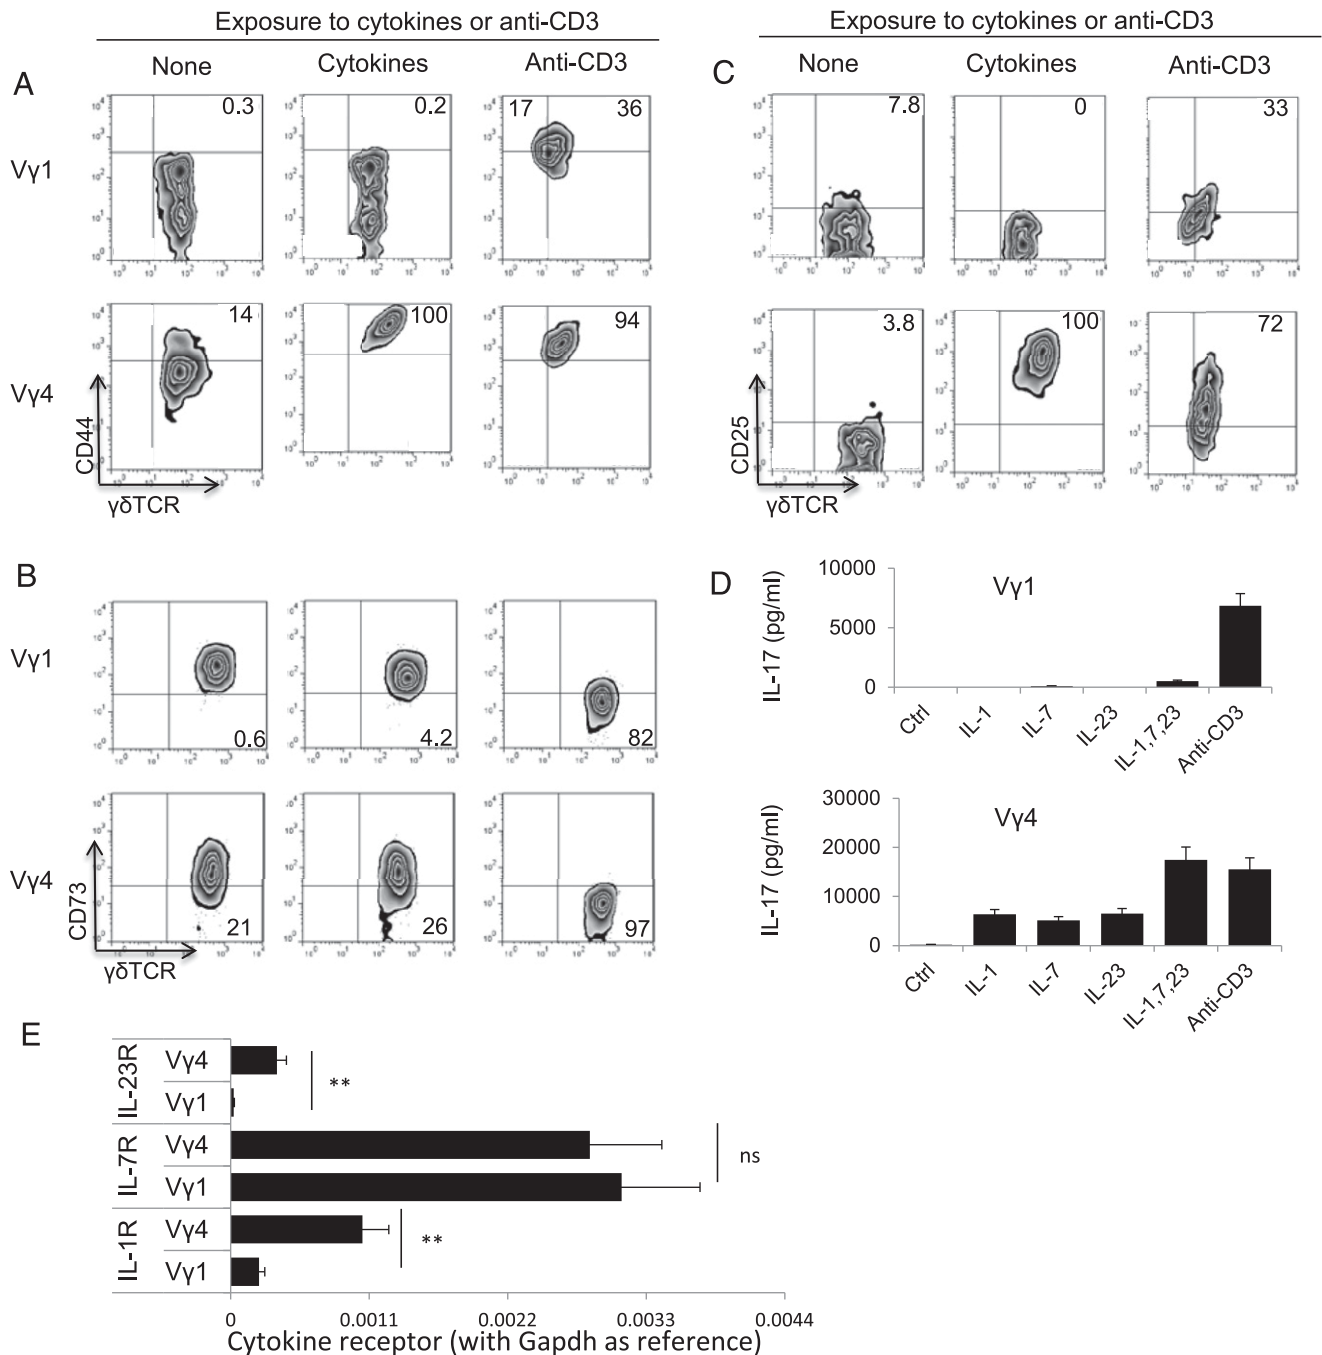 Exposure to cytokines or anti-CD3
None Cytokines Anti-CD3
A
Vγ1
0.3
0.2
17 36
Vγ4
14
100
94
CD44
γδTCR
B
Vγ1
0.6
4.2
82
Vγ4
21
26
97
CD73
γδTCR
Exposure to cytokines or anti-CD3
C
None Cytokines Anti-CD3
7.8
0
33
3.8
100
72
CD25
γδTCR
D
Vγ1
IL-17 (pg/ml)
10000
5000
0
Ctrl IL-1 IL-7 IL-23 IL-1,7,23 Anti-CD3
Vγ4
IL-17 (pg/ml)
30000
20000
10000
0
Ctrl IL-1 IL-7 IL-23 IL-1,7,23 Anti-CD3
E
IL-23R
Vγ4
Vγ1
**
IL-7R
Vγ4
Vγ1
ns
IL-1R
Vγ4
Vγ1
**
0 0.0011 0.0022 0.0033 0.0044
Cytokine receptor (with Gapdh as reference)